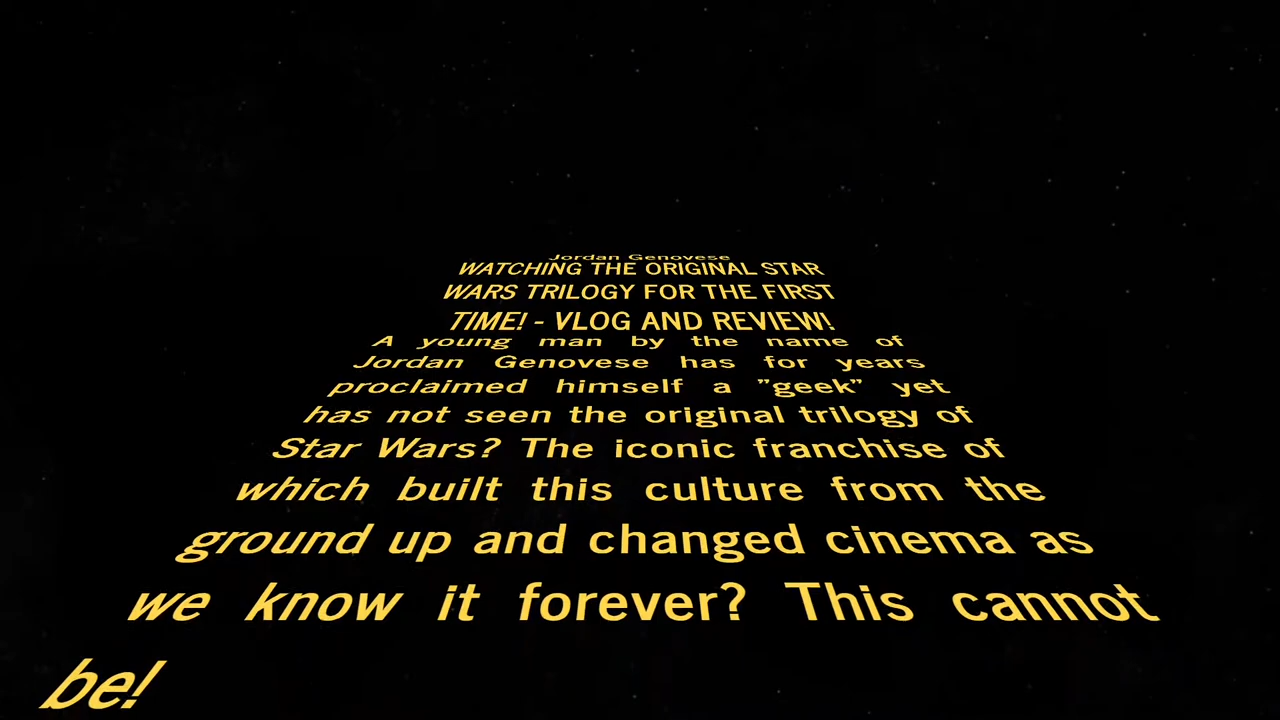 Jordan Genovese
WATCHING THE ORIGINAL STAR
WARS TRILOGY FOR THE FIRST
TIME! - VLOG AND REVIEW!
A young man by the name of
Jordan Genovese has for years
proclaimed himself a "geek" yet
has not seen the original trilogy of
Star Wars? The iconic franchise of
which built this culture from the
ground up and changed cinema as
we know it forever? This cannot
be!